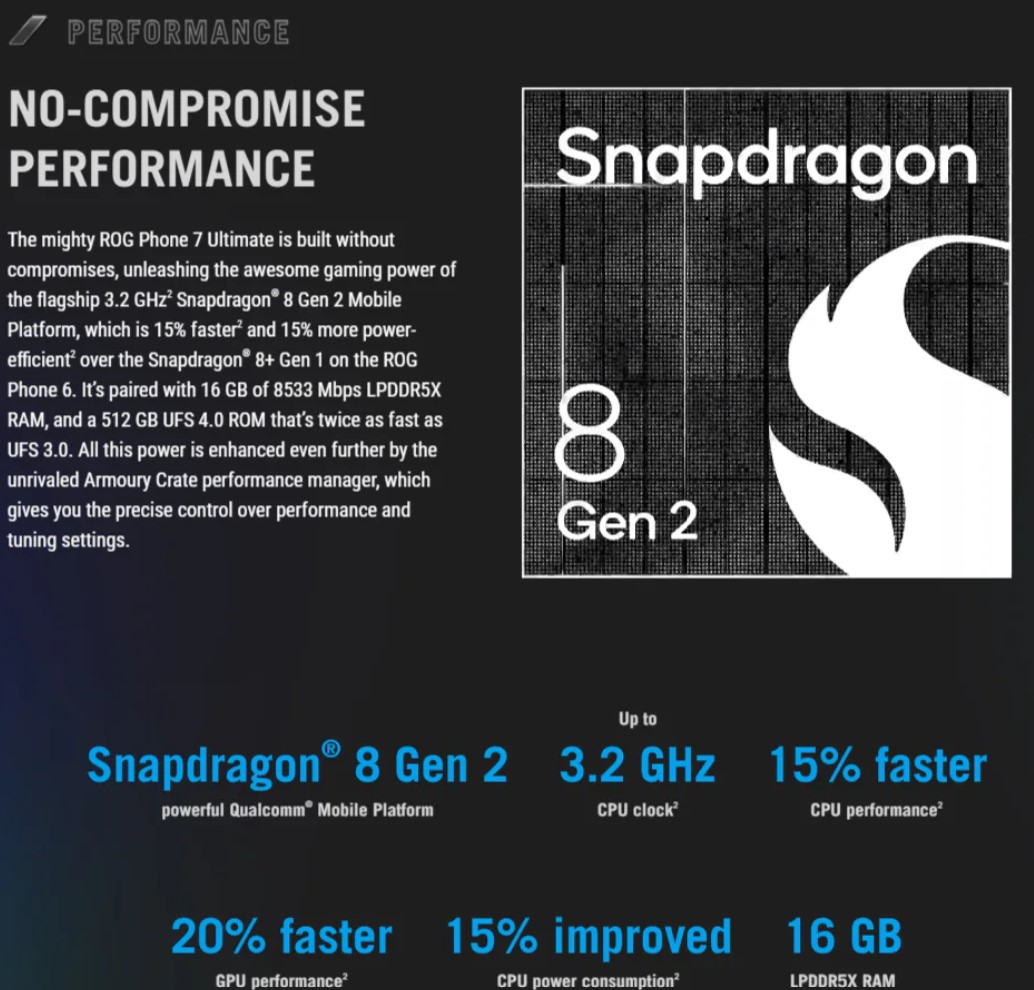 PERFORMANCE
NO-COMPROMISE
PERFORMANCE
The mighty ROG Phone 7 Ultimate is built without
compromises, unleashing the awesome gaming power of
the flagship 3.2 GHz² Snapdragon® 8 Gen 2 Mobile
Platform, which is 15% faster² and 15% more power-
efficient² over the Snapdragon® 8+ Gen 1 on the ROG
Phone 6. It's paired with 16 GB of 8533 Mbps LPDDR5X
RAM, and a 512 GB UFS 4.0 ROM that's twice as fast as
UFS 3.0. All this power is enhanced even further by the
unrivaled Armoury Crate performance manager, which
gives you the precise control over performance and
tuning settings.
Snapdragon
8
Gen 2
Snapdragon® 8 Gen 2
powerful Qualcomm® Mobile Platform
Up to
3.2 GHz
CPU clock²
15% faster
CPU performance²
20% faster
GPU performance²
15% improved
CPU power consumption²
16 GB
LPDDR5X RAM